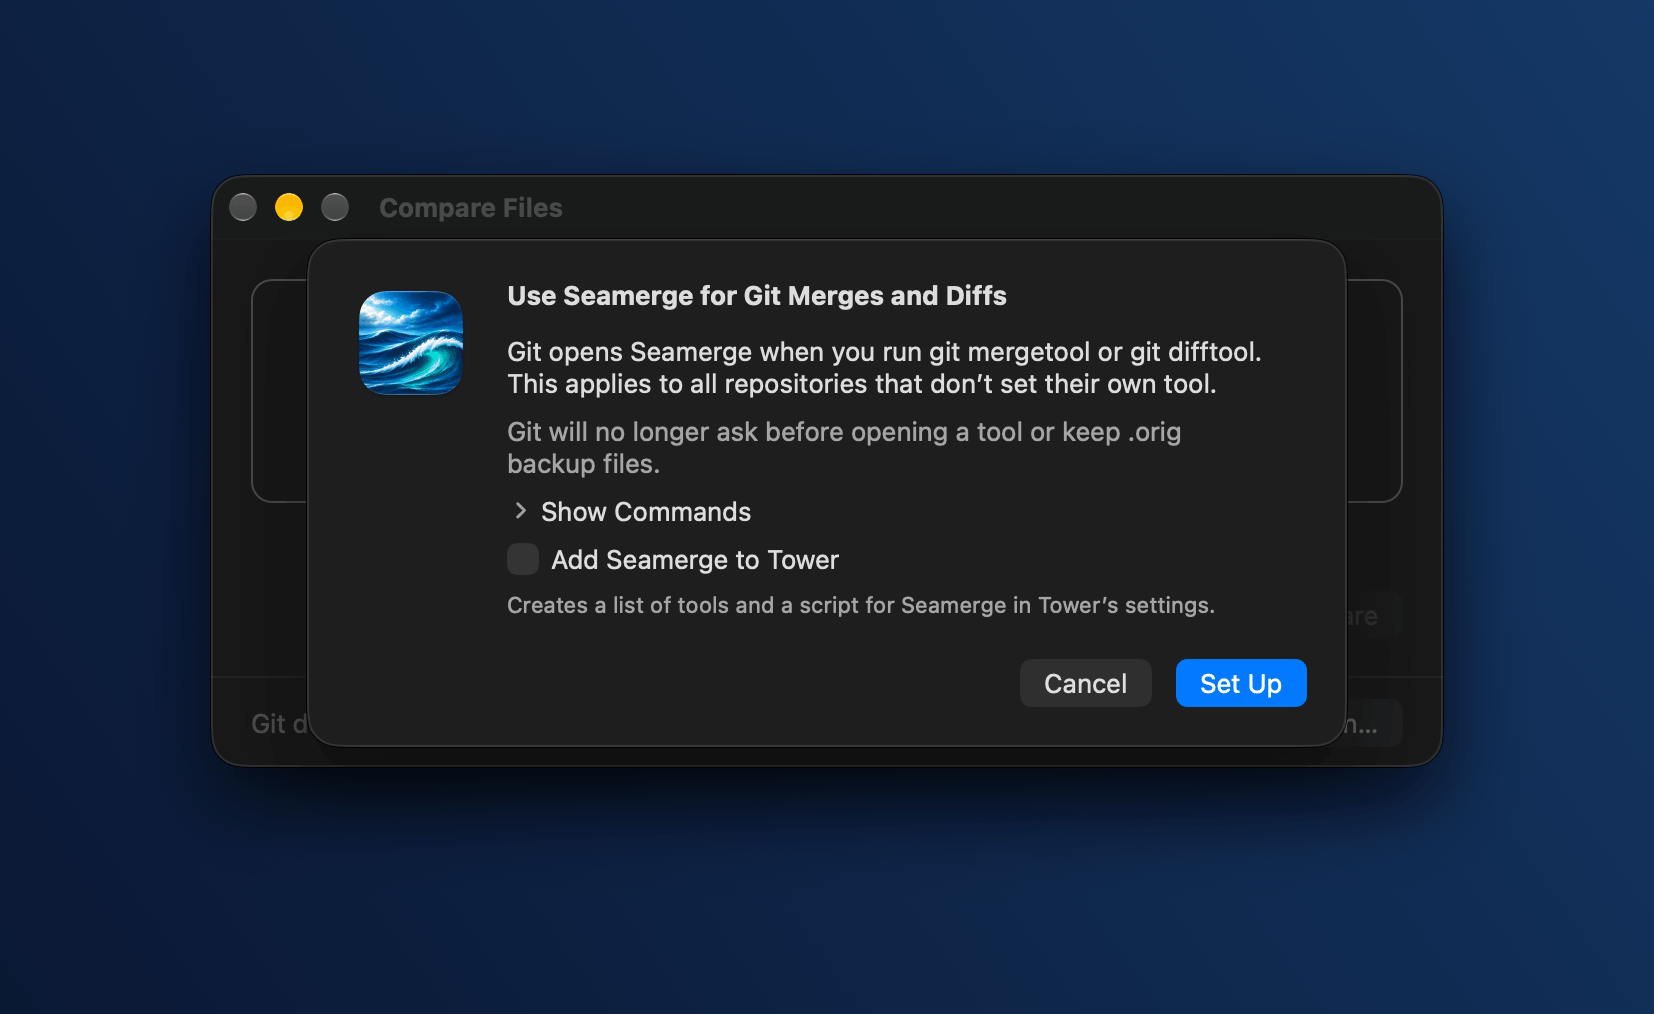 Compare Files
Use Seamerge for Git Merges and Diffs
Git opens Seamerge when you run git mergetool or git difftool.
This applies to all repositories that don’t set their own tool.
Git will no longer ask before opening a tool or keep .orig
backup files.
Show Commands
Add Seamerge to Tower
Creates a list of tools and a script for Seamerge in Tower’s settings.
Cancel
Set Up
Git